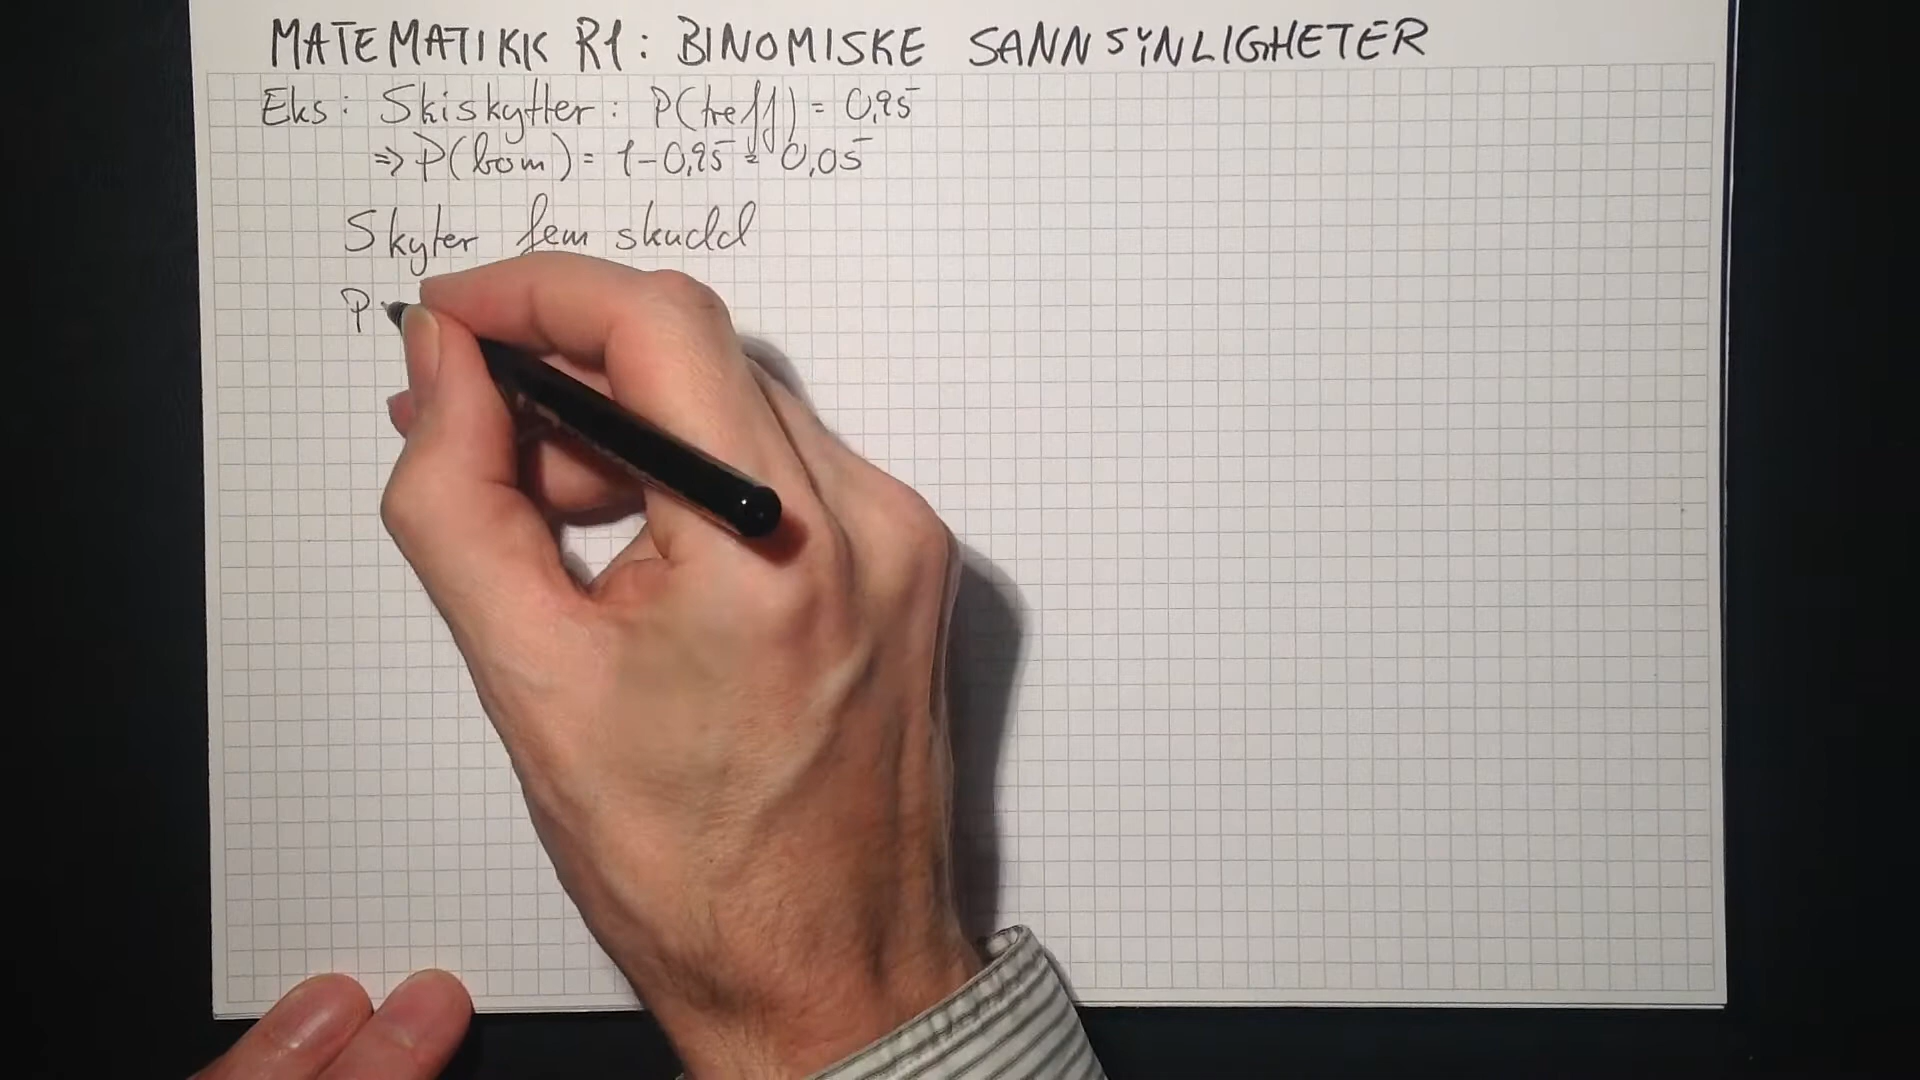 MATEMATIKK R1: BINOMISKE SANNSYNLIGHETER
Eks: Skiskytter: P(treff) = 0,95
=> P(bom) = 1-0,95 = 0,05
Skyter fem skudd
P